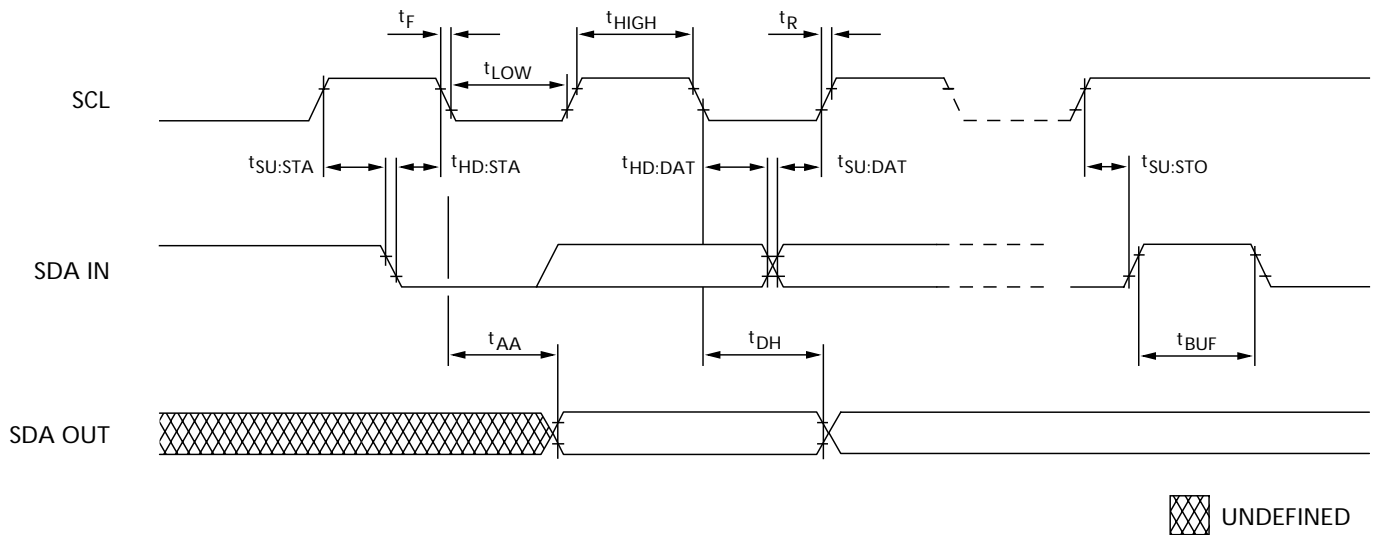 tF
tHIGH
tR
tLOW
SCL
tSU:STA
tHD:STA
tHD:DAT
tSU:DAT
tSU:STO
SDA IN
tAA
tDH
tBUF
SDA OUT
UNDEFINED